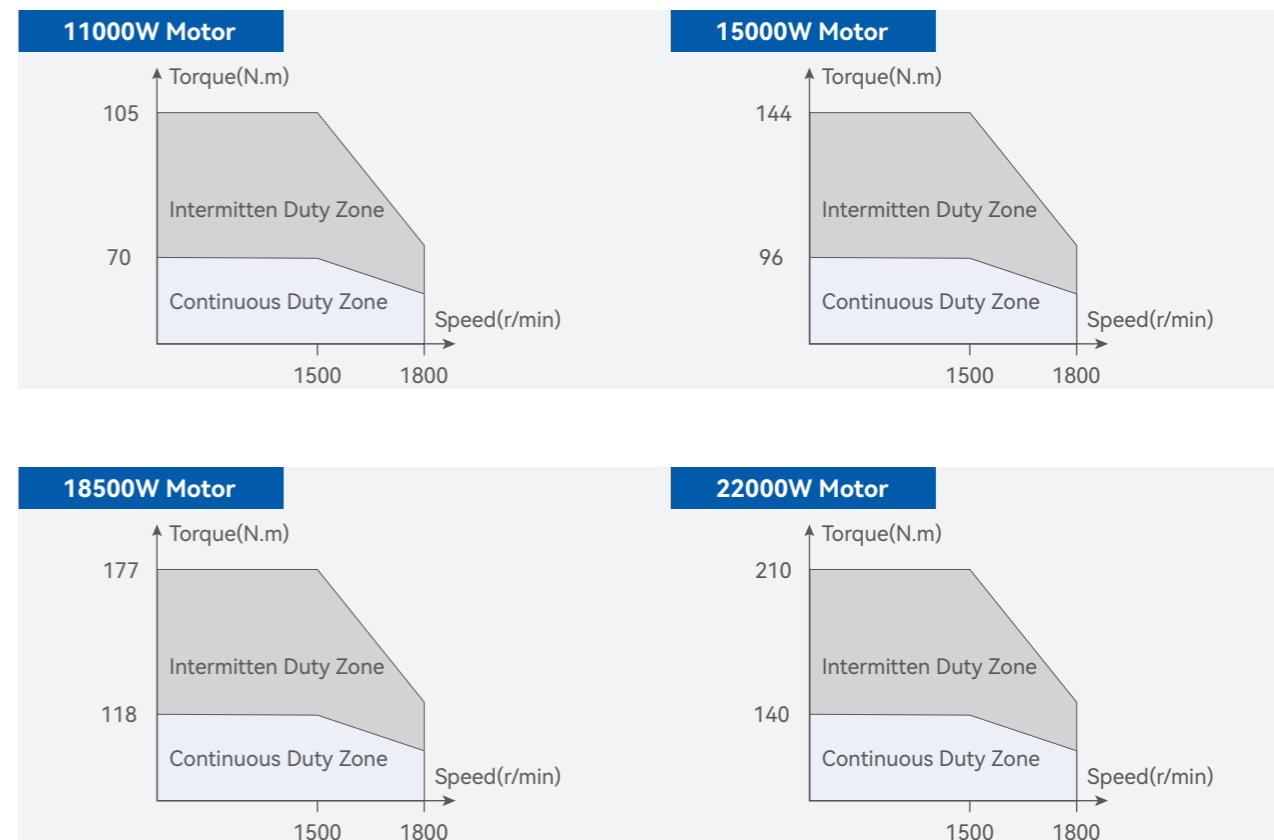 11000W Motor
Torque(N.m)
105
Intermitten Duty Zone
70
Continuous Duty Zone
Speed(r/min)
1500 1800
15000W Motor
Torque(N.m)
144
Intermitten Duty Zone
96
Continuous Duty Zone
Speed(r/min)
1500 1800
18500W Motor
Torque(N.m)
177
Intermitten Duty Zone
118
Continuous Duty Zone
Speed(r/min)
1500 1800
22000W Motor
Torque(N.m)
210
Intermitten Duty Zone
140
Continuous Duty Zone
Speed(r/min)
1500 1800